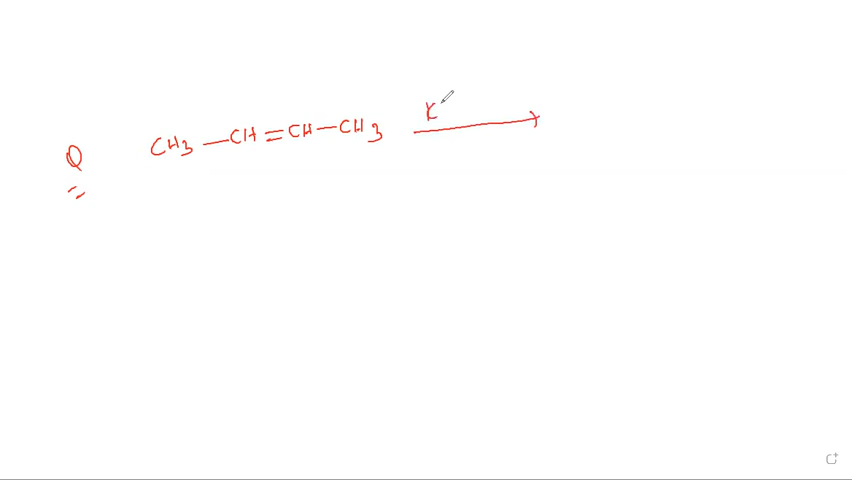 Q CH3 — CH = CH — CH3 K